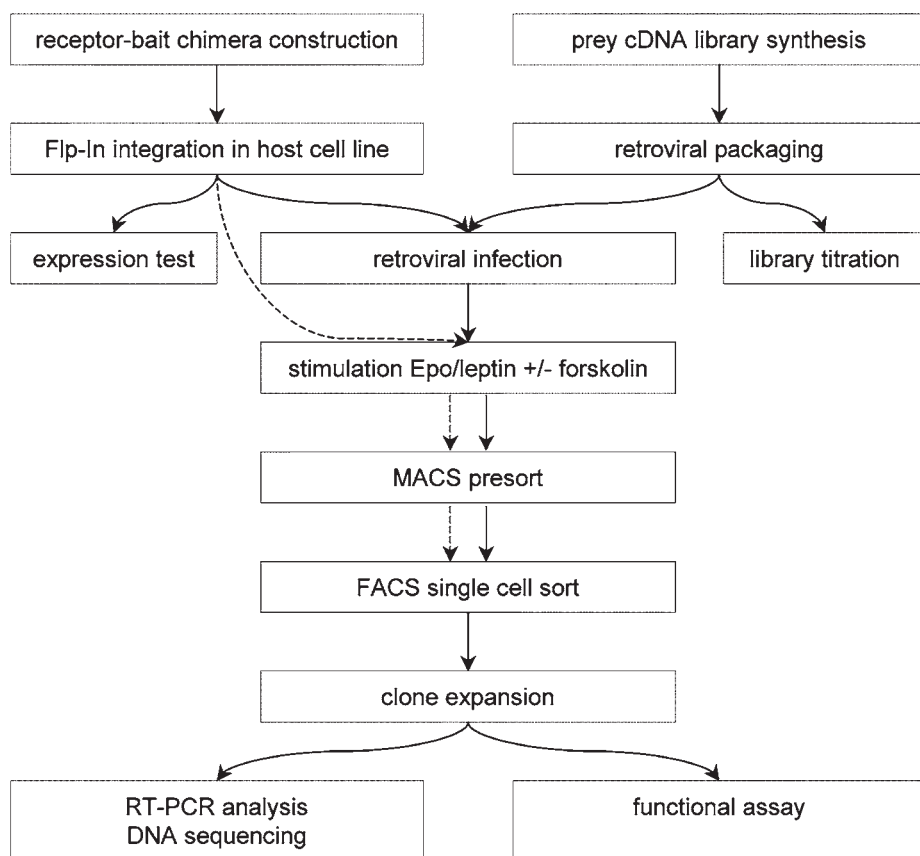 receptor-bait chimera construction
prey cDNA library synthesis
Flp-In integration in host cell line
retroviral packaging
expression test
retroviral infection
library titration
stimulation Epo/leptin +/- forskolin
MACS presort
FACS single cell sort
clone expansion
RT-PCR analysis
DNA sequencing
functional assay